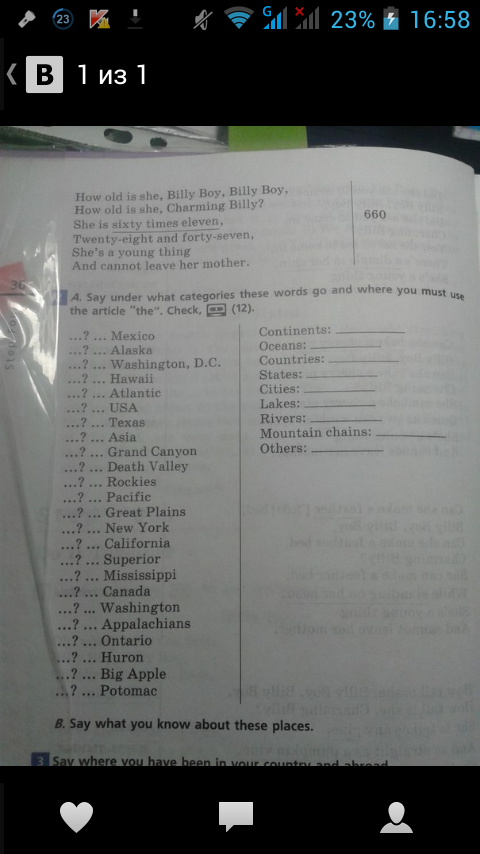 23
G
23%
16:58
B
1 из 1
How old is she, Billy Boy, Billy Boy,
How old is she, Charming Billy?
She is sixty times eleven,
Twenty-eight and forty-seven,
She's a young thing
And cannot leave her mother.
660
36
2 A. Say under what categories these words go and where you must use
the article "the". Check, (12).
...? ... Mexico
...? ... Alaska
...? ... Washington, D.C.
...? ... Hawaii
...? ... Atlantic
...? ... USA
...? ... Texas
...? ... Asia
...? ... Grand Canyon
...? ... Death Valley
...? ... Rockies
...? ... Pacific
...? ... Great Plains
...? ... New York
...? ... California
...? ... Superior
...? ... Mississippi
...? ... Canada
...? ... Washington
...? ... Appalachians
...? ... Ontario
...? ... Huron
...? ... Big Apple
...? ... Potomac
Continents:
Oceans:
Countries:
States:
Cities:
Lakes:
Rivers:
Mountain chains:
Others:
B. Say what you know about these places.
3 Say where you have been in your country and abroad